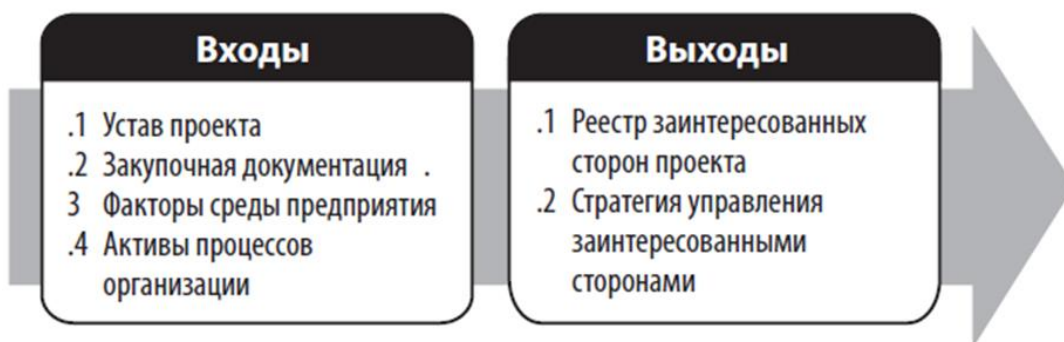 Входы
.1 Устав проекта
.2 Закупочная документация .
3 Факторы среды предприятия
.4 Активы процессов
организации
Выходы
.1 Реестр заинтересованных
сторон проекта
.2 Стратегия управления
заинтересованными
сторонами